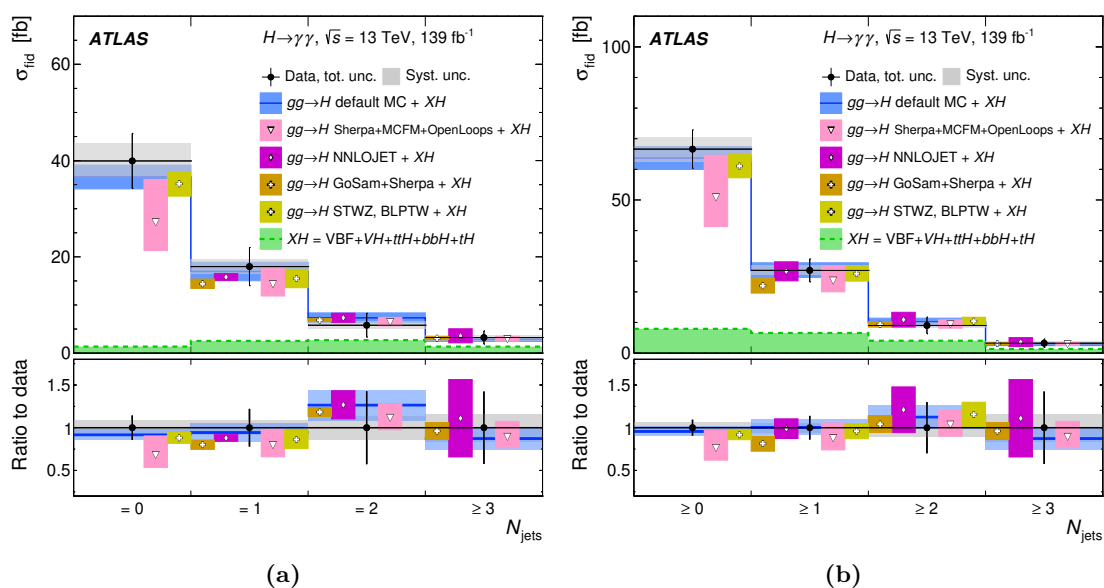 ATLAS
H→γγ, √s = 13 TeV, 139 fb⁻¹
Data, tot. unc. Syst. unc.
gg→H default MC + XH
gg→H Sherpa+MCFM+OpenLoops + XH
gg→H NNLOJET + XH
gg→H GoSam+Sherpa + XH
gg→H STWZ, BLPTW + XH
XH = VBF+VH+ttH+bbH+tH
σfid [fb]
60
40
20
0
Ratio to data
1.5
1
0.5
= 0 = 1 = 2 ≥ 3
Njets
(a)
ATLAS
H→γγ, √s = 13 TeV, 139 fb⁻¹
Data, tot. unc. Syst. unc.
gg→H default MC + XH
gg→H Sherpa+MCFM+OpenLoops + XH
gg→H NNLOJET + XH
gg→H GoSam+Sherpa + XH
gg→H STWZ, BLPTW + XH
XH = VBF+VH+ttH+bbH+tH
σfid [fb]
100
50
0
Ratio to data
1.5
1
0.5
≥ 0 ≥ 1 ≥ 2 ≥ 3
Njets
(b)